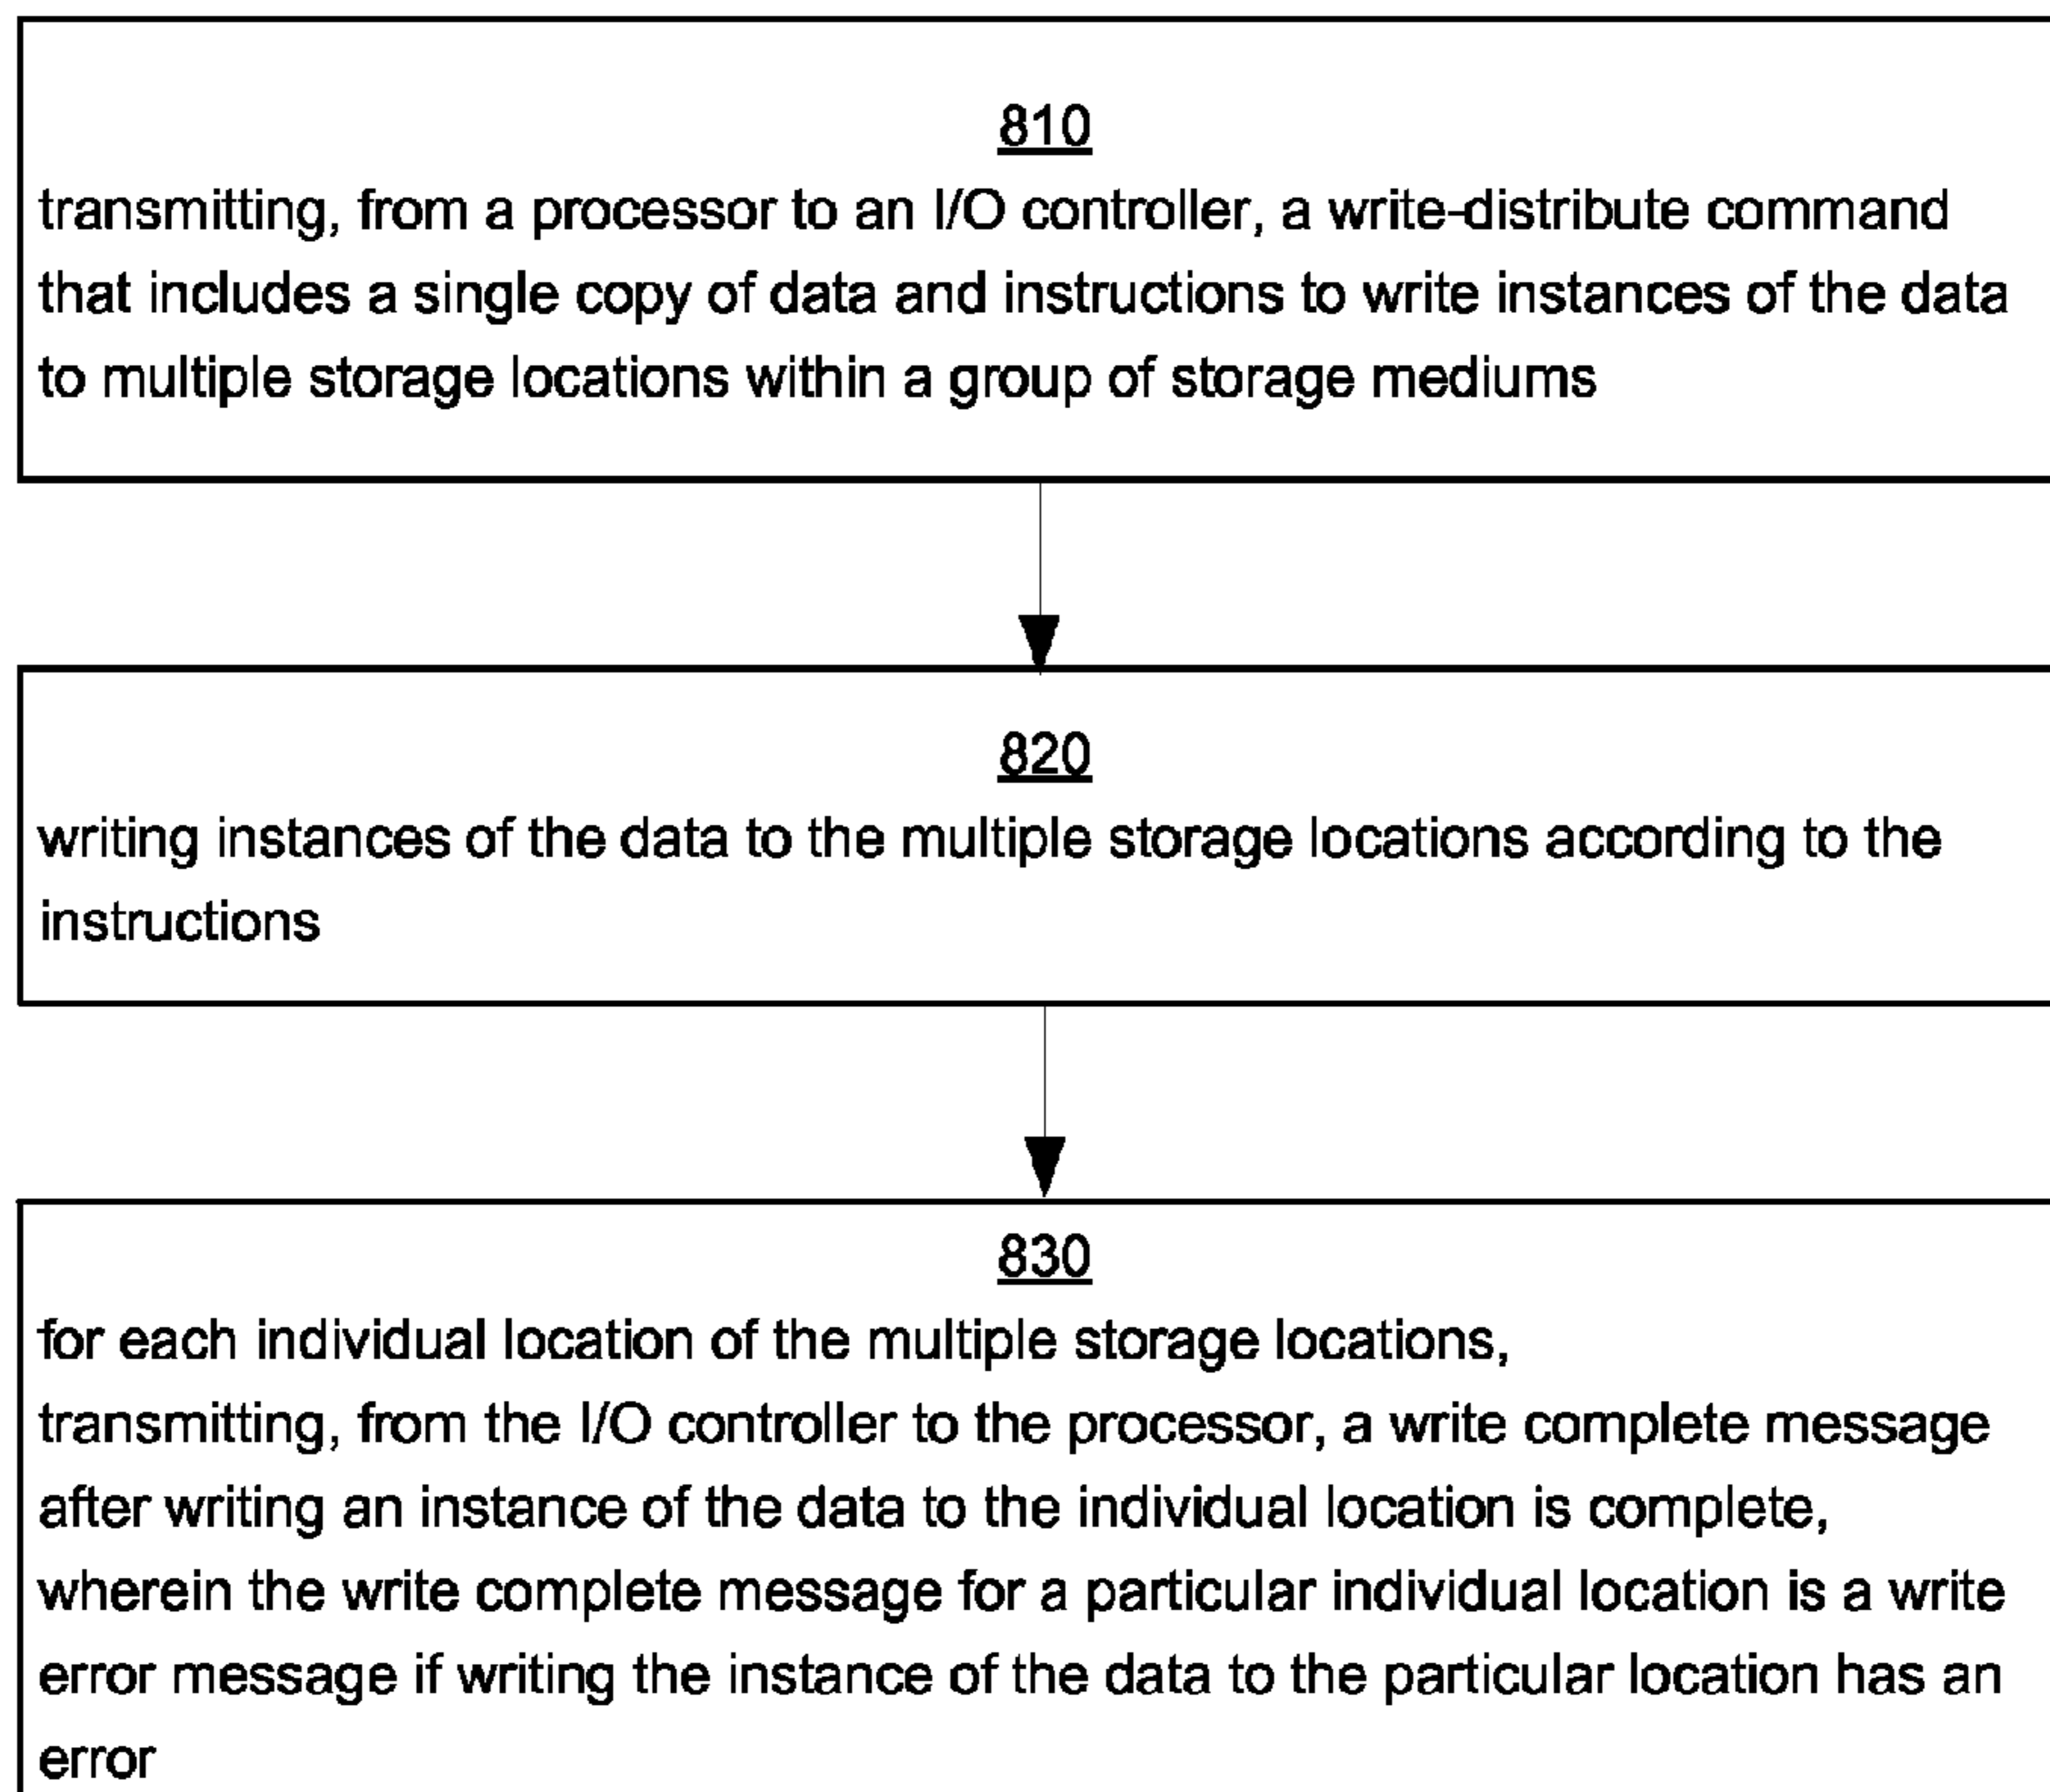 810
transmitting, from a processor to an I/O controller, a write-distribute command
that includes a single copy of data and instructions to write instances of the data
to multiple storage locations within a group of storage mediums
820
writing instances of the data to the multiple storage locations according to the
instructions
830
for each individual location of the multiple storage locations,
transmitting, from the I/O controller to the processor, a write complete message
after writing an instance of the data to the individual location is complete,
wherein the write complete message for a particular individual location is a write
error message if writing the instance of the data to the particular location has an
error